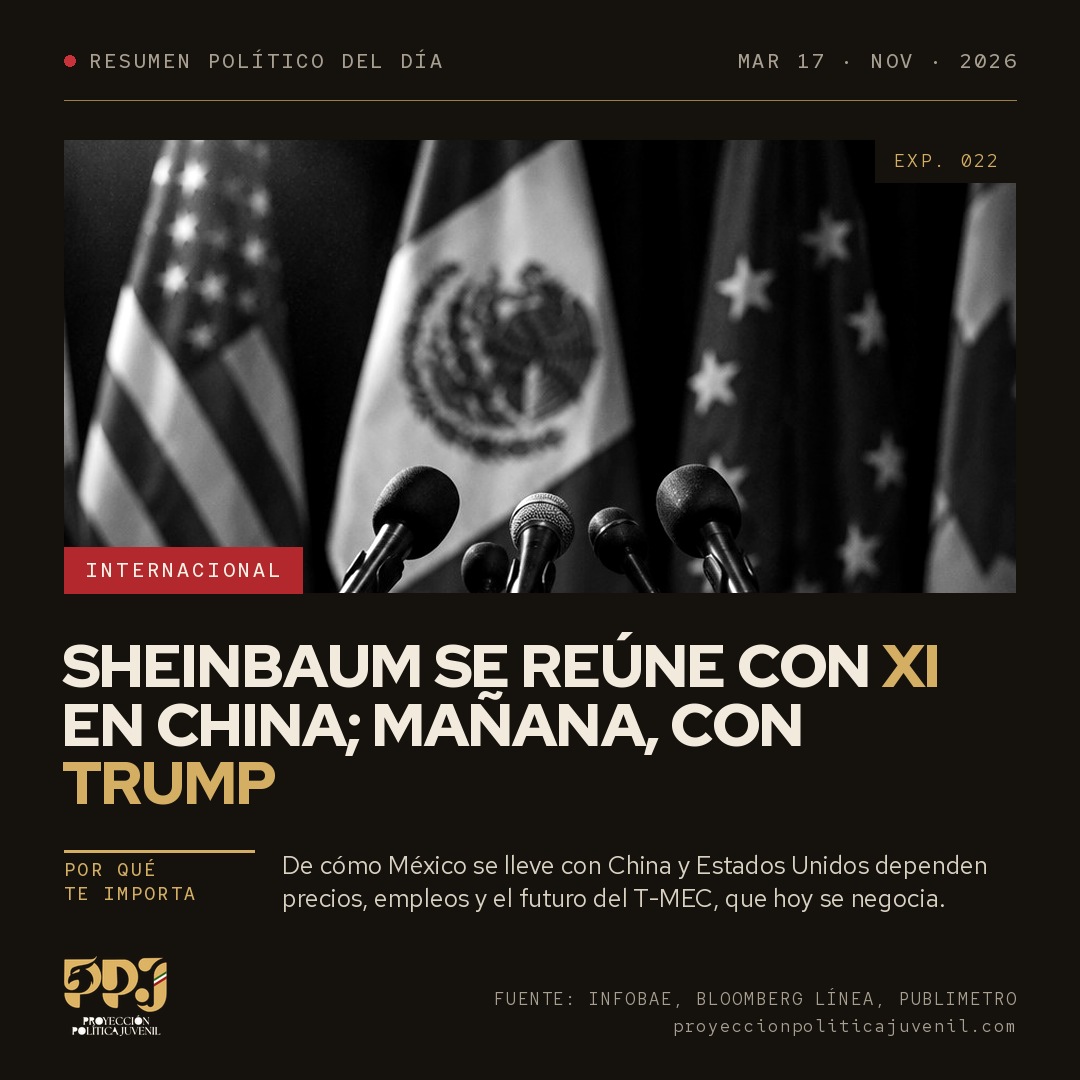 RESUMEN POLÍTICO DEL DÍA
MAR 17 · NOV · 2026
EXP. 022
INTERNACIONAL
SHEINBAUM SE REÚNE CON XI
EN CHINA; MAÑANA, CON
TRUMP
POR QUÉ
TE IMPORTA
De cómo México se lleve con China y Estados Unidos dependen
precios, empleos y el futuro del T-MEC, que hoy se negocia.
PPJ
PROYECCIÓN
POLÍTICA JUVENIL
FUENTE: INFOBAE, BLOOMBERG LÍNEA, PUBLIMETRO
proyeccionpoliticajuvenil.com